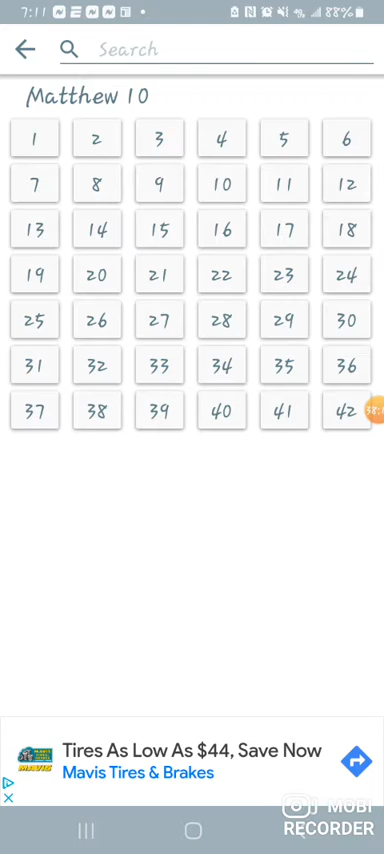 7:11 88%
Search
Matthew 10
1 2 3 4 5 6
7 8 9 10 11 12
13 14 15 16 17 18
19 20 21 22 23 24
25 26 27 28 29 30
31 32 33 34 35 36
37 38 39 40 41 42
Tires As Low As $44, Save Now
MAVIS
Mavis Tires & Brakes
MOBI
RECORDER